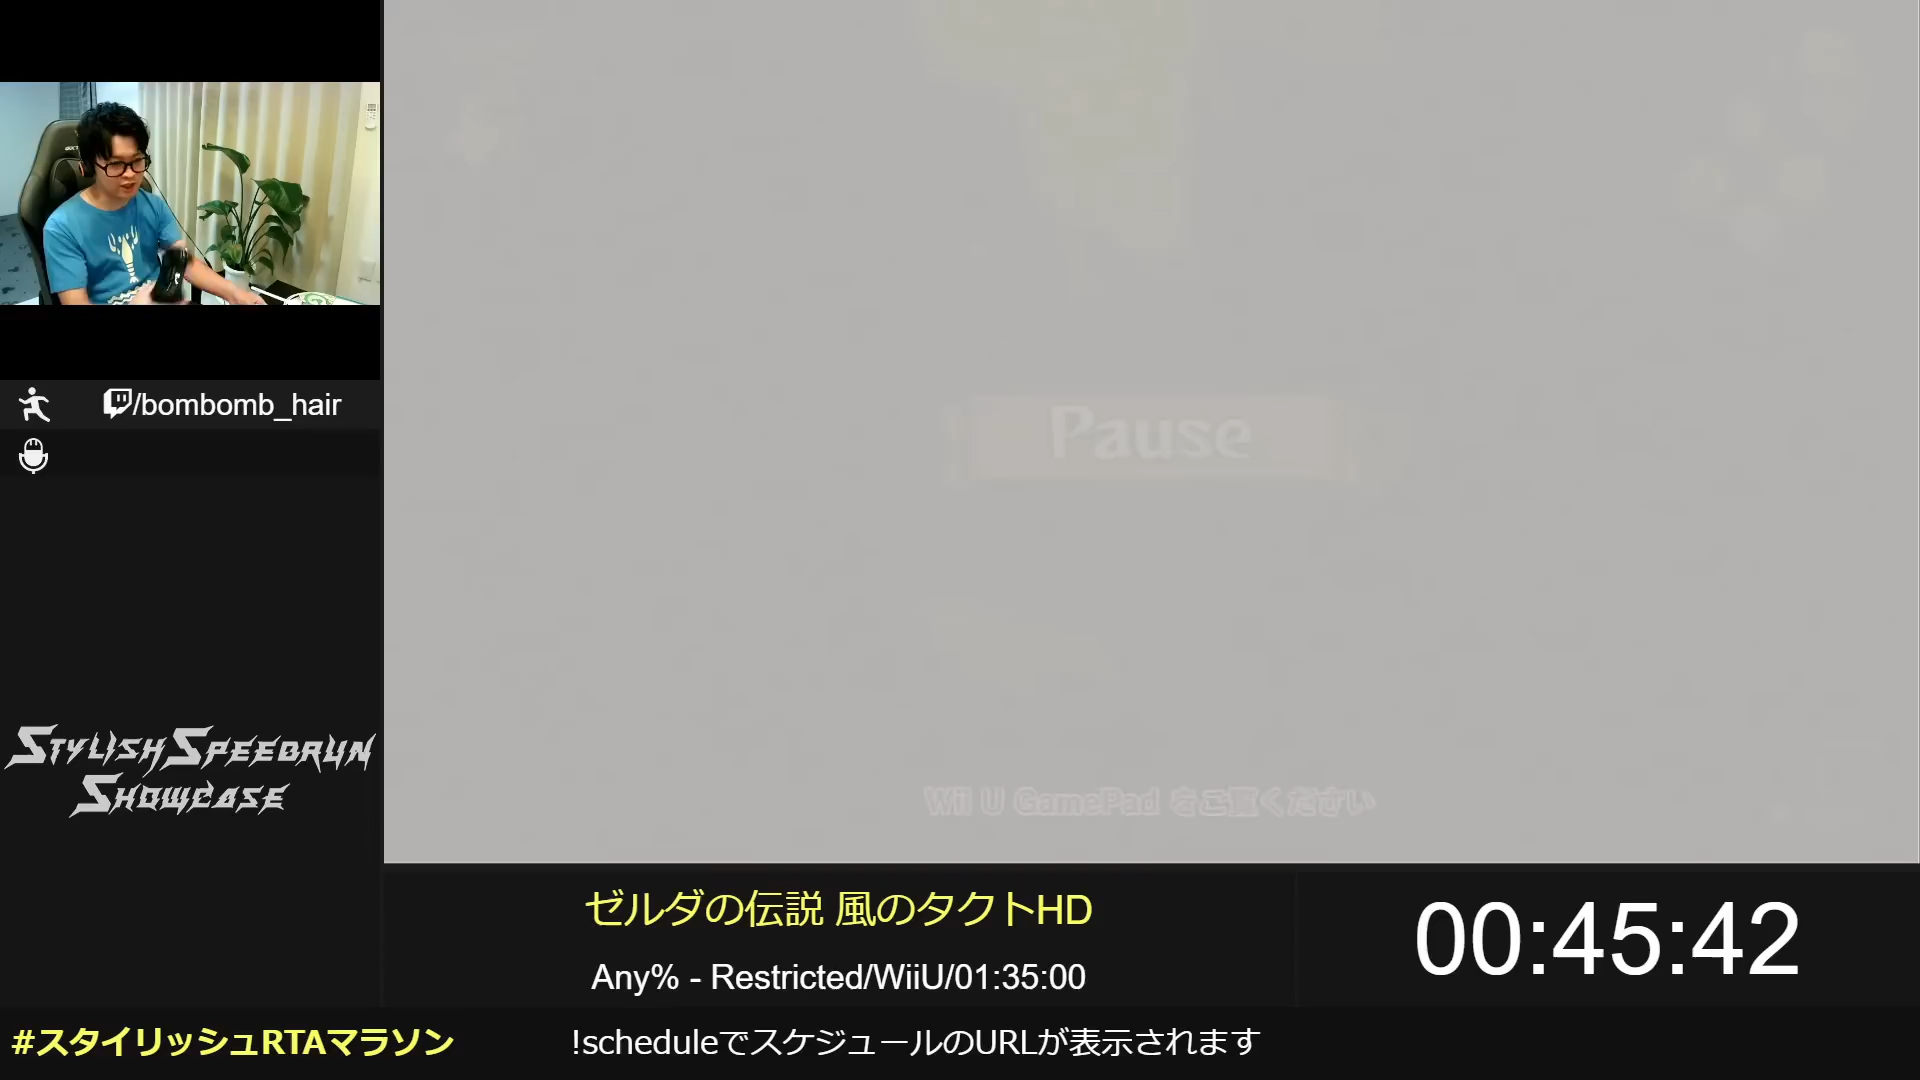 /bombomb_hair
STYLISH SPEEDRUN
SHOWCASE
Pause
Wii U GamePad をご覧ください
ゼルダの伝説 風のタクトHD
Any% - Restricted/WiiU/01:35:00
00:45:42
#スタイリッシュRTAマラソン
!scheduleでスケジュールのURLが表示されます